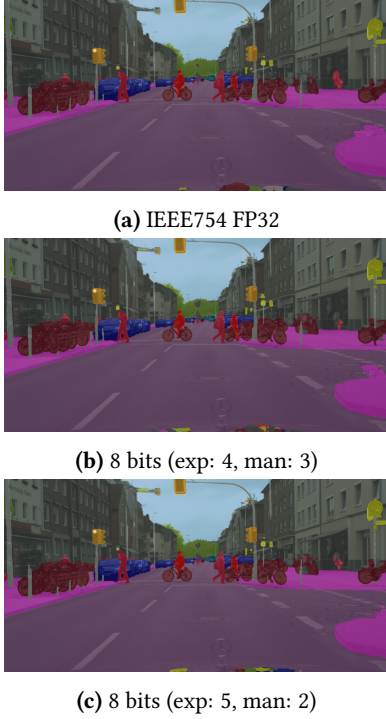 (a) IEEE754 FP32
(b) 8 bits (exp: 4, man: 3)
(c) 8 bits (exp: 5, man: 2)